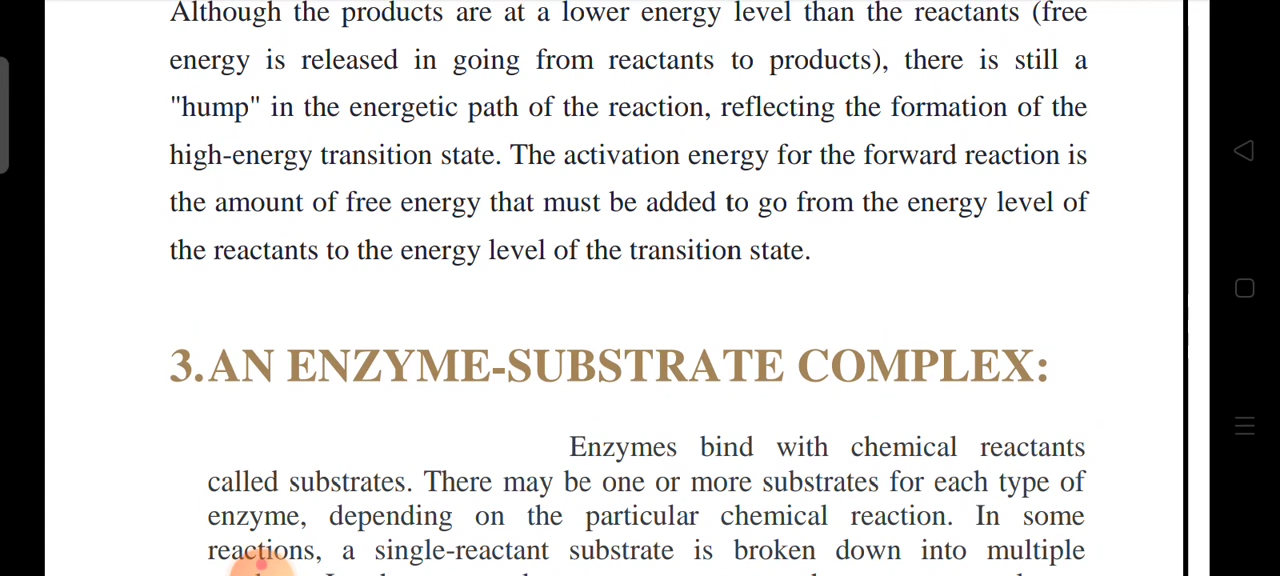 Although the products are at a lower energy level than the reactants (free
energy is released in going from reactants to products), there is still a
"hump" in the energetic path of the reaction, reflecting the formation of the
high-energy transition state. The activation energy for the forward reaction is
the amount of free energy that must be added to go from the energy level of
the reactants to the energy level of the transition state.
3.AN ENZYME-SUBSTRATE COMPLEX:
Enzymes bind with chemical reactants
called substrates. There may be one or more substrates for each type of
enzyme, depending on the particular chemical reaction. In some
reactions, a single-reactant substrate is broken down into multiple